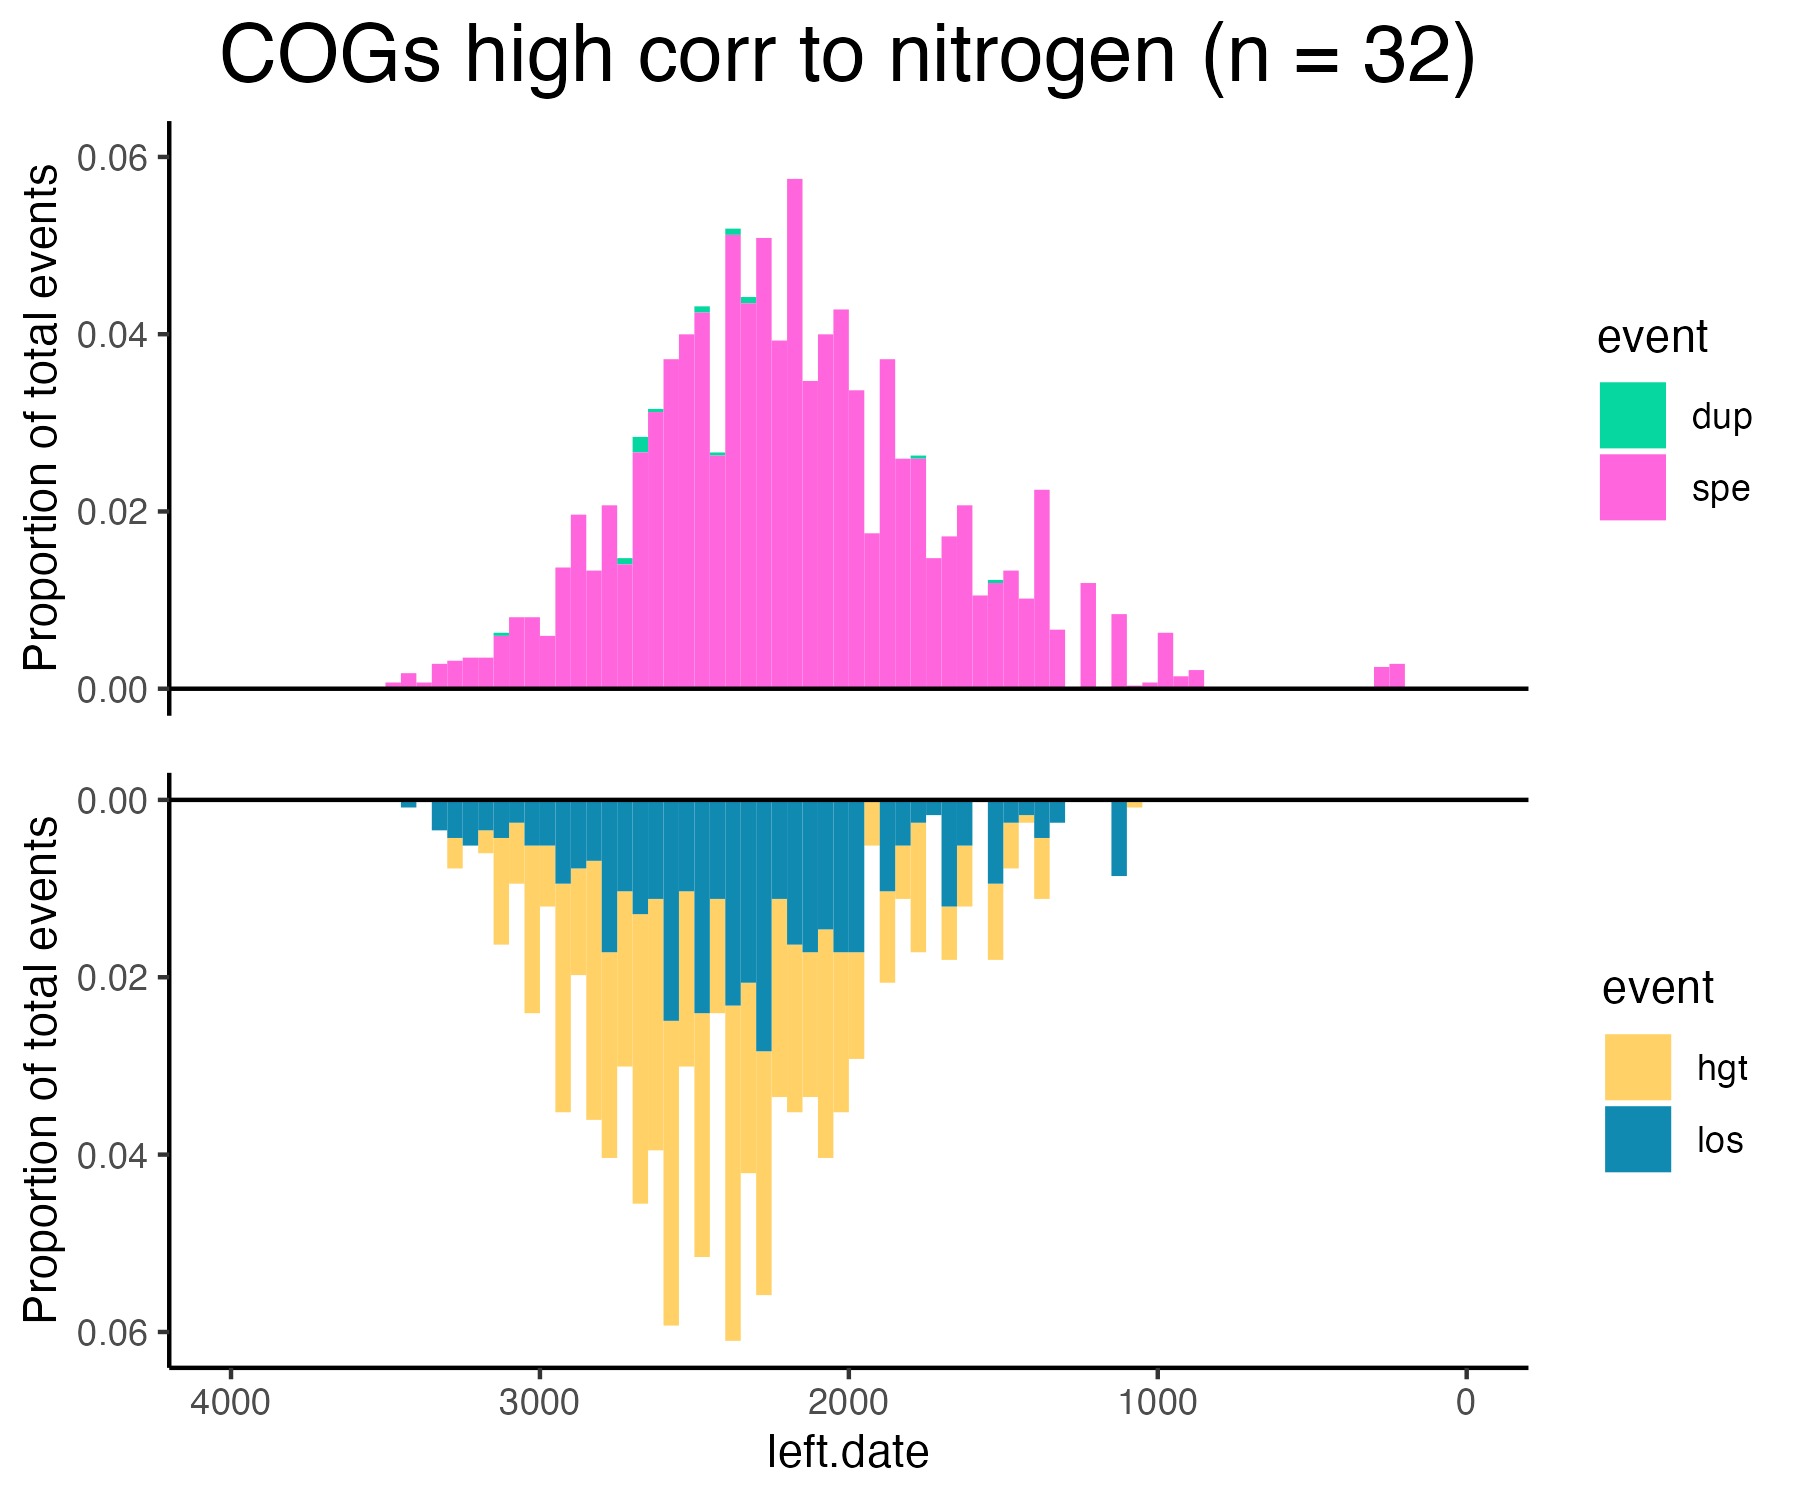 COGs high corr to nitrogen (n = 32)
Proportion of total events
0.06
0.04
0.02
0.00
event
dup
spe
Proportion of total events
0.00
0.02
0.04
0.06
event
hgt
los
4000 3000 2000 1000 0
left.date